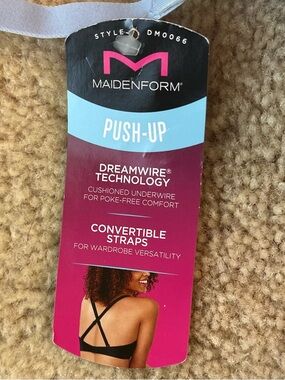 STYLE DM0066
MAIDENFORM®
PUSH-UP
DREAMWIRE®
TECHNOLOGY
CUSHIONED UNDERWIRE
FOR POKE-FREE COMFORT
CONVERTIBLE
STRAPS
FOR WARDROBE VERSATILITY